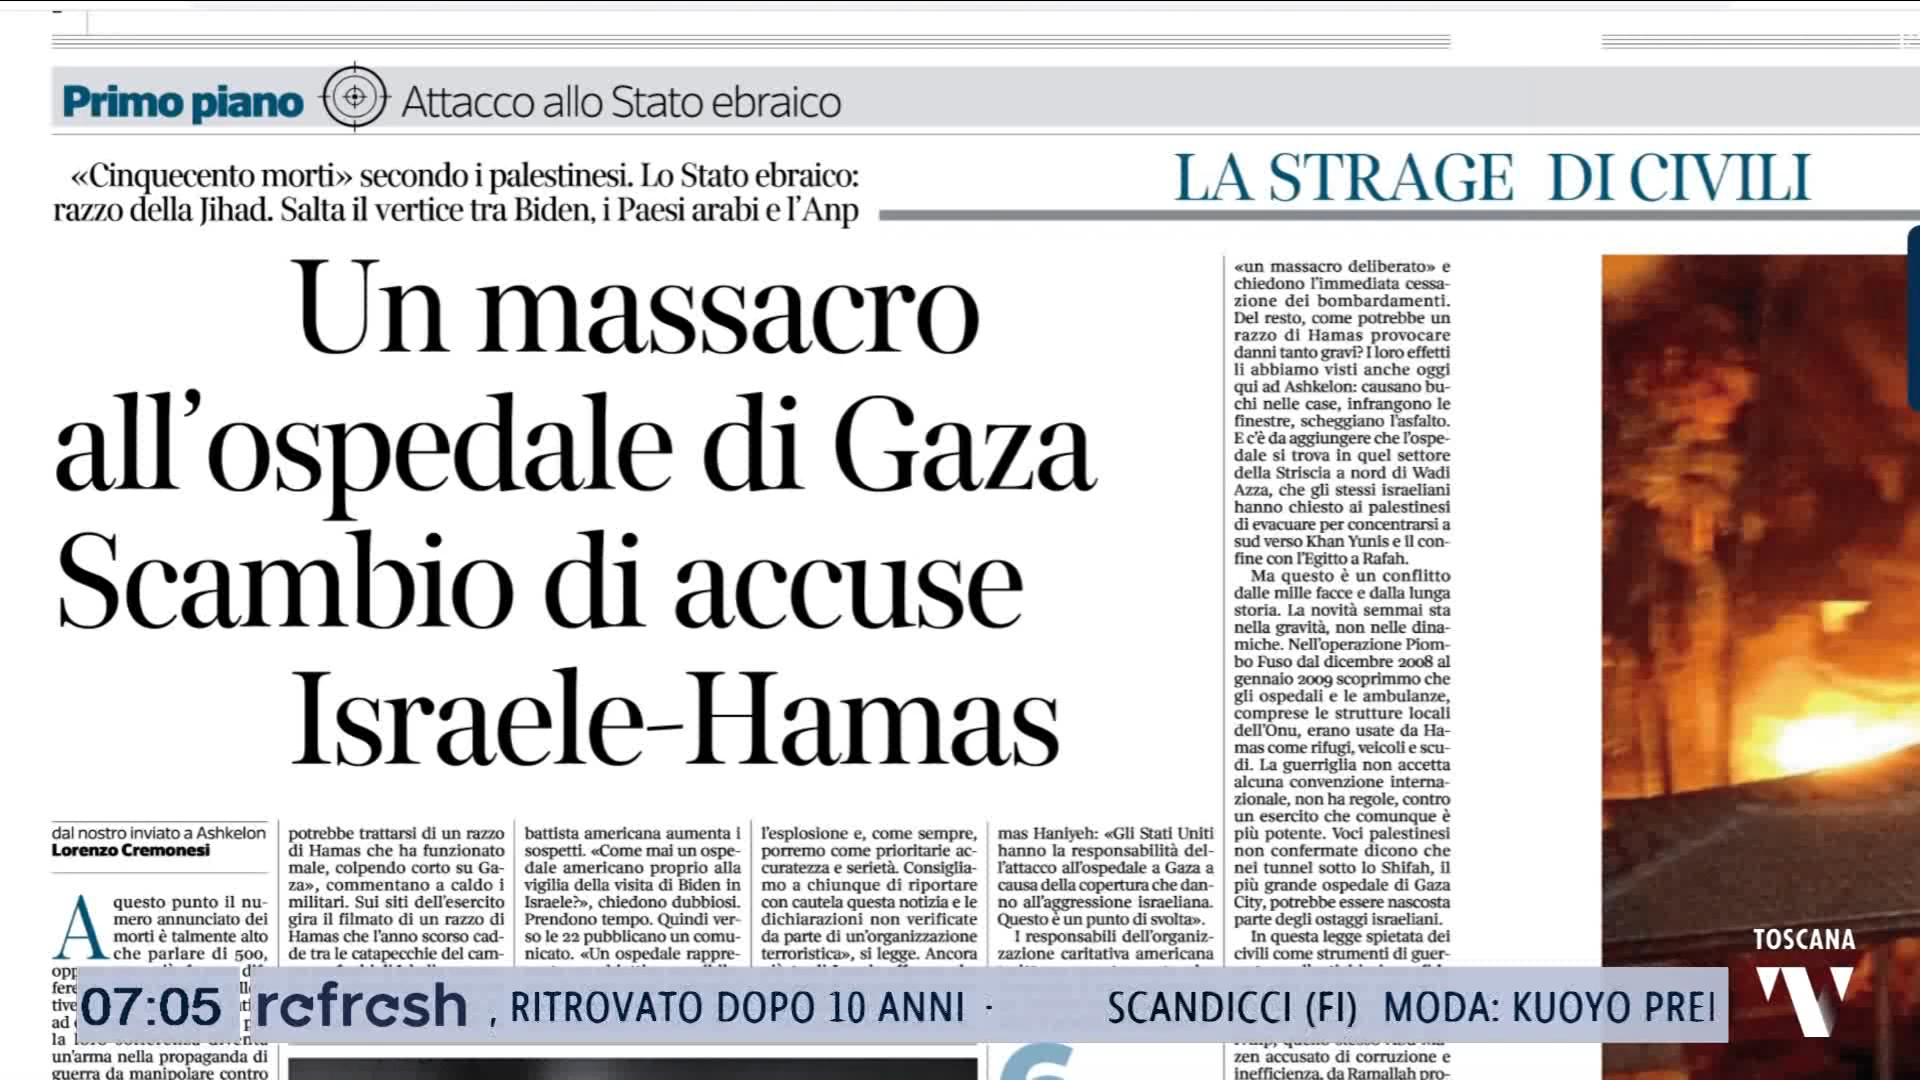 Primo piano Attacco allo Stato ebraico
«Cinquecento morti» secondo i palestinesi. Lo Stato ebraico:
razzo della Jihad. Salta il vertice tra Biden, i Paesi arabi e l'Anp
LA STRAGE DI CIVILI
Un massacro
all'ospedale di Gaza
Scambio di accuse
Israele-Hamas
dal nostro inviato a Ashkelon
Lorenzo Cremonesi
A questo punto il nu-
mero annunciato dei
morti è talmente alto
che parlare di 500,
un'arma nella propaganda di
guerra da manipolare contro
potrebbe trattarsi di un razzo
di Hamas che ha funzionato
male, colpendo corto su Ga-
za», commentano a caldo i
militari. Sui siti dell'esercito
gira il filmato di un razzo di
Hamas che l'anno scorso cad-
de tra le catapecchie del cam-
battista americana aumenta i
sospetti. «Come mai un ospe-
dale americano proprio alla
vigilia della visita di Biden in
Israele?», chiedono dubbiosi.
Prendono tempo. Quindi ver-
so le 22 pubblicano un comu-
nicato. «Un ospedale rappre-
l'esplosione e, come sempre,
porremo come prioritarie ac-
curatezza e serietà. Consiglia-
mo a chiunque di riportare
con cautela questa notizia e le
dichiarazioni non verificate
da parte di un'organizzazione
terroristica», si legge. Ancora
mas Haniyeh: «Gli Stati Uniti
hanno la responsabilità del-
l'attacco all'ospedale a Gaza a
causa della copertura che dan-
no all'aggressione israeliana.
Questo è un punto di svolta».
I responsabili dell'organiz-
zazione caritativa americana
«un massacro deliberato» e
chiedono l'immediata cessa-
zione dei bombardamenti.
Del resto, come potrebbe un
razzo di Hamas provocare
danni tanto gravi? I loro effetti
li abbiamo visti anche oggi
qui ad Ashkelon: causano bu-
chi nelle case, infrangono le
finestre, scheggiano l'asfalto.
E c'è da aggiungere che l'ospe-
dale si trova in quel settore
della Striscia a nord di Wadi
Azza, che gli stessi israeliani
hanno chiesto ai palestinesi
di evacuare per concentrarsi a
sud verso Khan Yunis e il con-
fine con l'Egitto a Rafah.
Ma questo è un conflitto
dalle mille facce e dalla lunga
storia. La novità semmai sta
nella gravità, non nelle dina-
miche. Nell'operazione Piom-
bo Fuso dal dicembre 2008 al
gennaio 2009 scoprimmo che
gli ospedali e le ambulanze,
comprese le strutture locali
dell'Onu, erano usate da Ha-
mas come rifugi, veicoli e scu-
di. La guerriglia non accetta
alcuna convenzione interna-
zionale, non ha regole, contro
un esercito che comunque è
più potente. Voci palestinesi
non confermate dicono che
nei tunnel sotto lo Shifah, il
più grande ospedale di Gaza
City, potrebbe essere nascosta
parte degli ostaggi israeliani.
In questa legge spietata dei
civili come strumenti di guer-
zen accusato di corruzione e
inefficienza, da Ramallah pro-
TOSCANA
TV
07:05 refresh , RITROVATO DOPO 10 ANNI - SCANDICCI (FI) MODA: KUOYO PREI